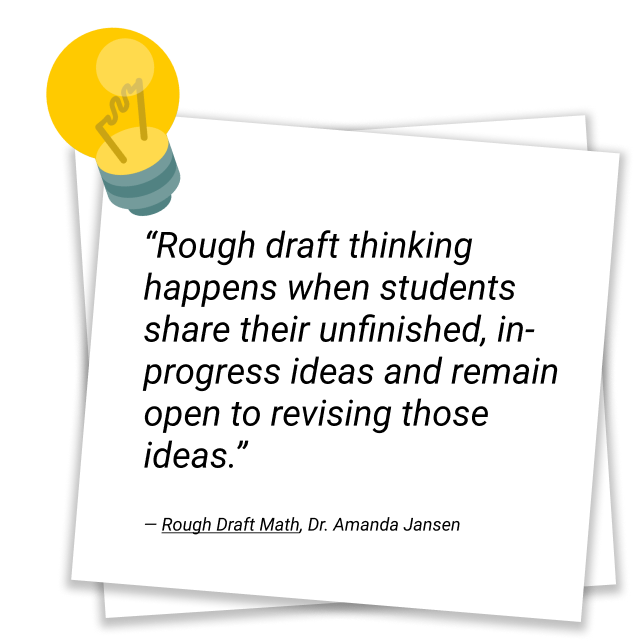 “Rough draft thinking
happens when students
share their unfinished, in-
progress ideas and remain
open to revising those
ideas.”
— Rough Draft Math, Dr. Amanda Jansen